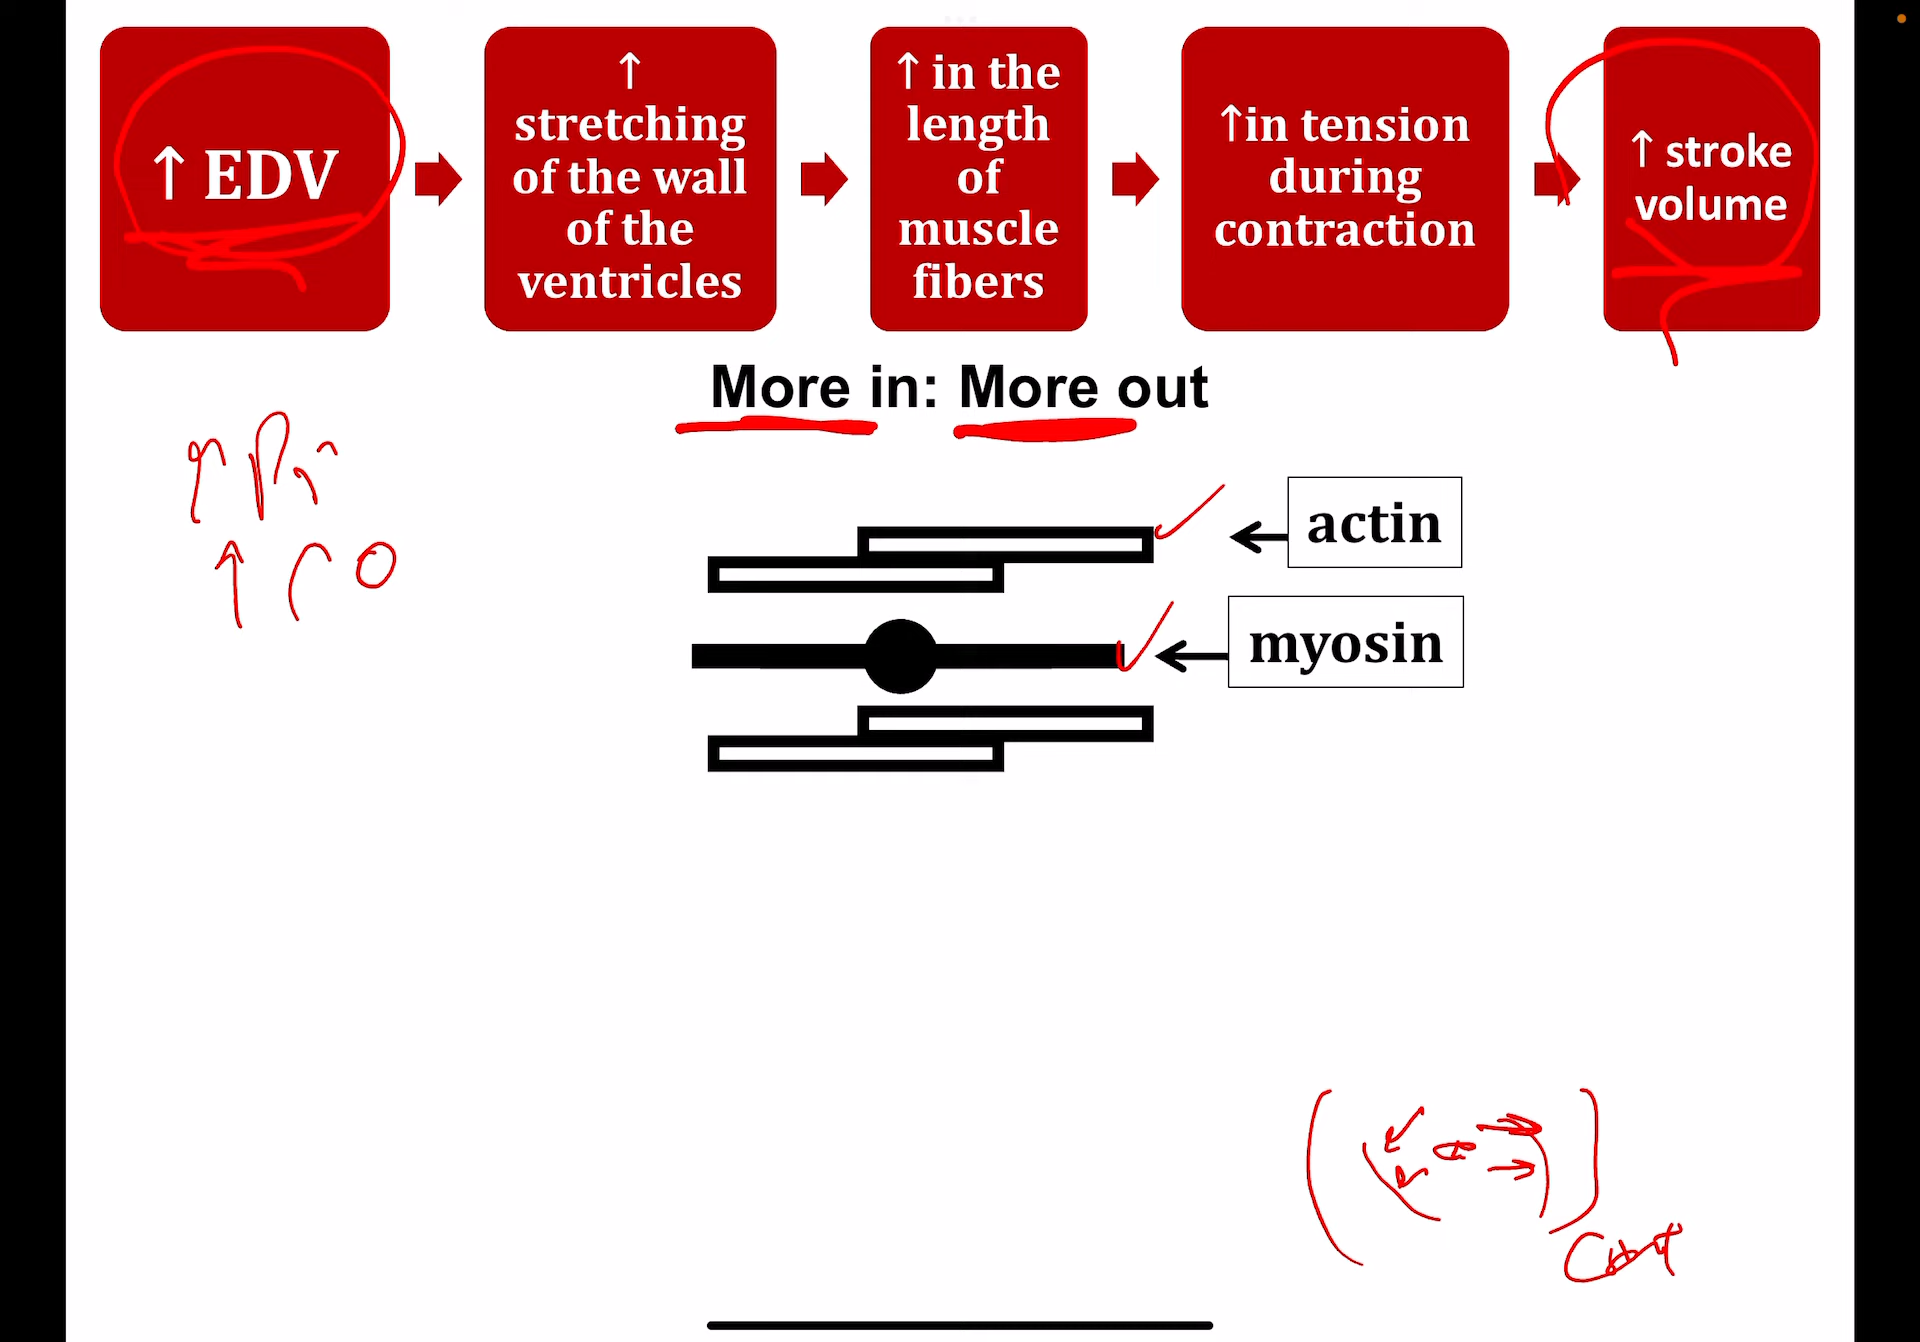 ↑ EDV
↑
stretching
of the wall
of the
ventricles
↑ in the
length
of
muscle
fibers
↑in tension
during
contraction
↑ stroke
volume
More in: More out
↑
↑ CO
actin
myosin